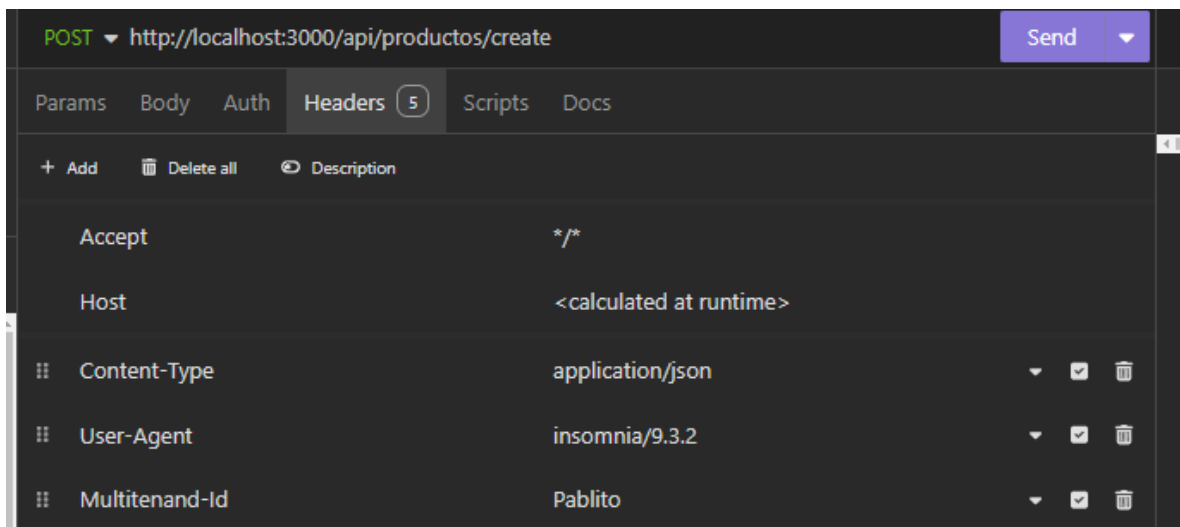 POST http://localhost:3000/api/productos/create Send
Params Body Auth Headers 5 Scripts Docs
+ Add Delete all Description
Accept */*
Host <calculated at runtime>
Content-Type application/json
User-Agent insomnia/9.3.2
Multitenand-Id Pablito